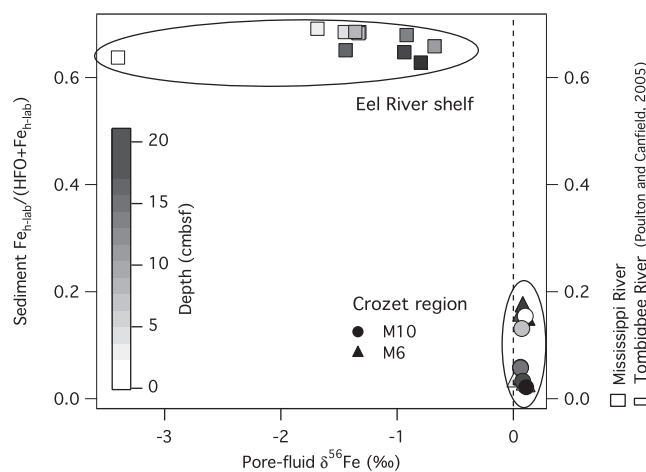 0.6
0.4
0.2
0.0
Sediment Feh-lab/(HFO+Feh-lab)
Eel River shelf
20
15
10
5
0
Depth (cmbsf)
Crozet region
M10
M6
0.6
0.4
0.2
0.0
-3
-2
-1
0
Pore-fluid δ56Fe (‰)
Mississippi River
Tombigbee River (Poulton and Canfield, 2005)